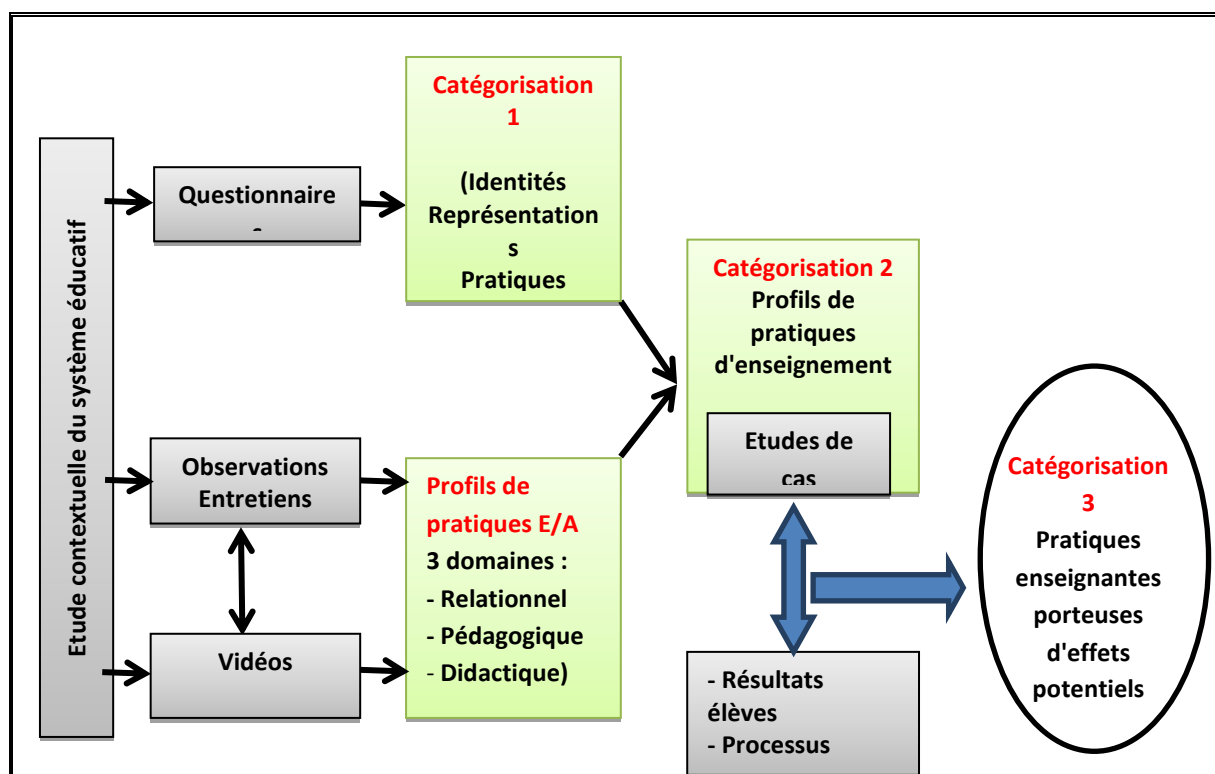 Etude contextuelle du système éducatif
Questionnaire
Observations
Entretiens
Vidéos
Catégorisation
1
(Identités
Représentation
s
Pratiques
Profils de
pratiques E/A
3 domaines :
- Relationnel
- Pédagogique
- Didactique)
Catégorisation 2
Profils de
pratiques
d'enseignement
Etudes de
cas
- Résultats
élèves
- Processus
Catégorisation
3
Pratiques
enseignantes
porteuses
d'effets
potentiels